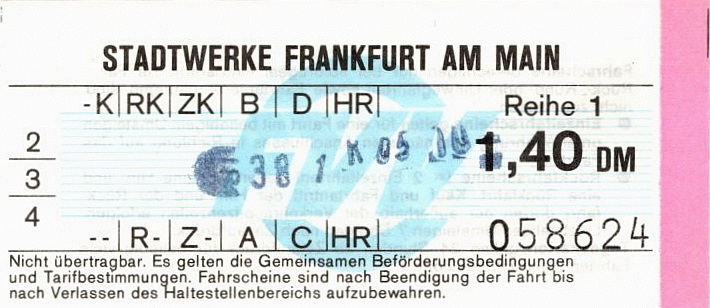 STADTWERKE FRANKFURT AM MAIN
-K RK ZK B D HR Reihe 1
2
3
4
1,40 DM
-- R- Z- A C HR 058624
Nicht übertragbar. Es gelten die Gemeinsamen Beförderungsbedingungen
und Tarifbestimmungen. Fahrscheine sind nach Beendigung der Fahrt bis
nach Verlassen des Haltestellenbereichs aufzubewahren.